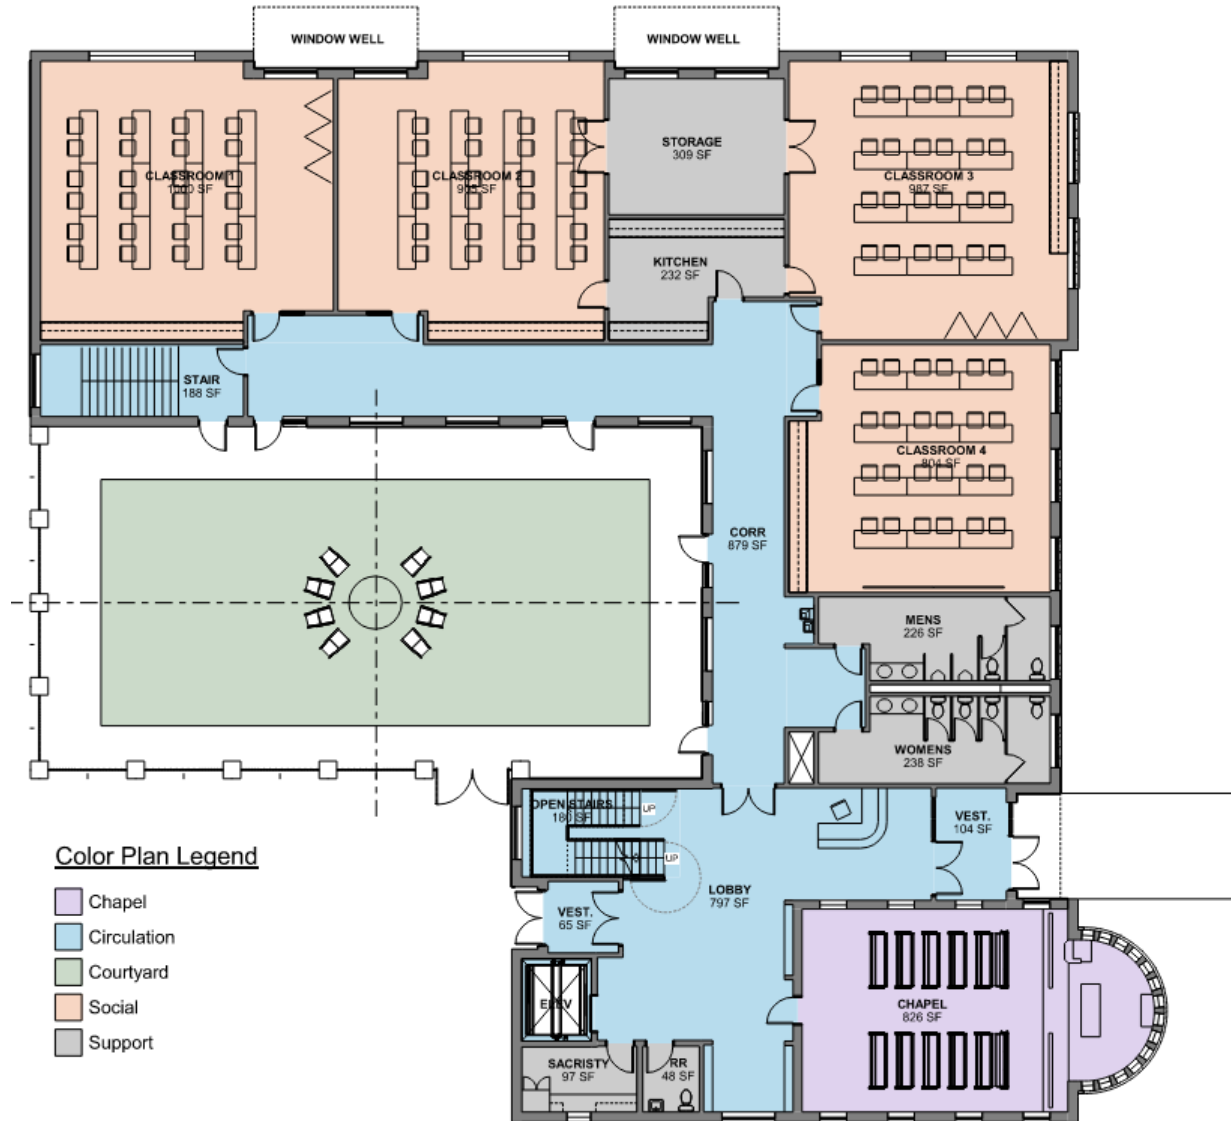 WINDOW WELL
WINDOW WELL
STORAGE
309 SF
CLASSROOM 1
1000 SF
CLASSROOM 2
CLASSROOM 3
987 SF
KITCHEN
232 SF
STAIR
188 SF
CLASSROOM 4
804 SF
CORR
879 SF
MENS
226 SF
WOMENS
238 SF
OPEN STAIRS
180 SF
UP
UP
VEST.
104 SF
LOBBY
797 SF
VEST.
65 SF
ELEV
CHAPEL
826 SF
SACRISTY
97 SF
RR
48 SF
Color Plan Legend
Chapel
Circulation
Courtyard
Social
Support